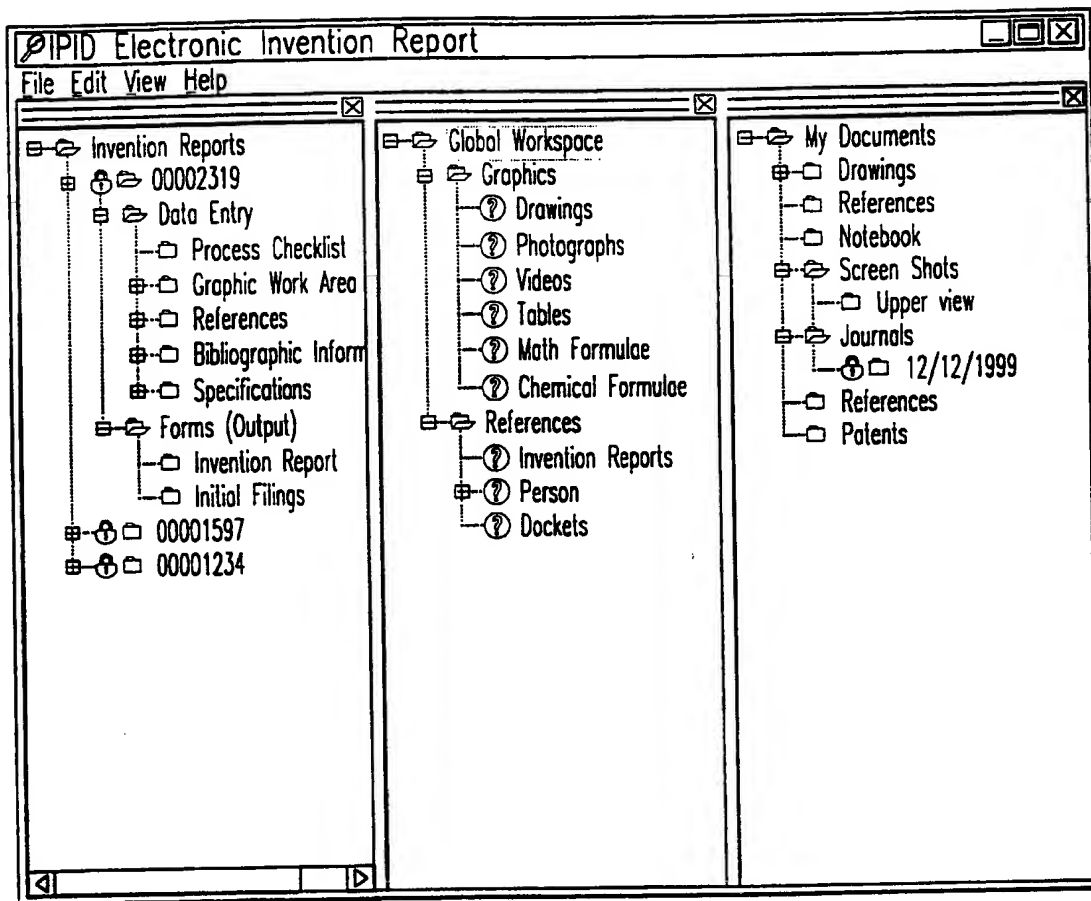 IPID Electronic Invention Report
File Edit View Help
Invention Reports
00002319
Data Entry
Process Checklist
Graphic Work Area
References
Bibliographic Inform
Specifications
Forms (Output)
Invention Report
Initial Filings
00001597
00001234
Global Workspace
Graphics
? Drawings
? Photographs
? Videos
? Tables
? Math Formulae
? Chemical Formulae
References
? Invention Reports
? Person
? Dockets
My Documents
Drawings
References
Notebook
Screen Shots
Upper view
Journals
12/12/1999
References
Patents